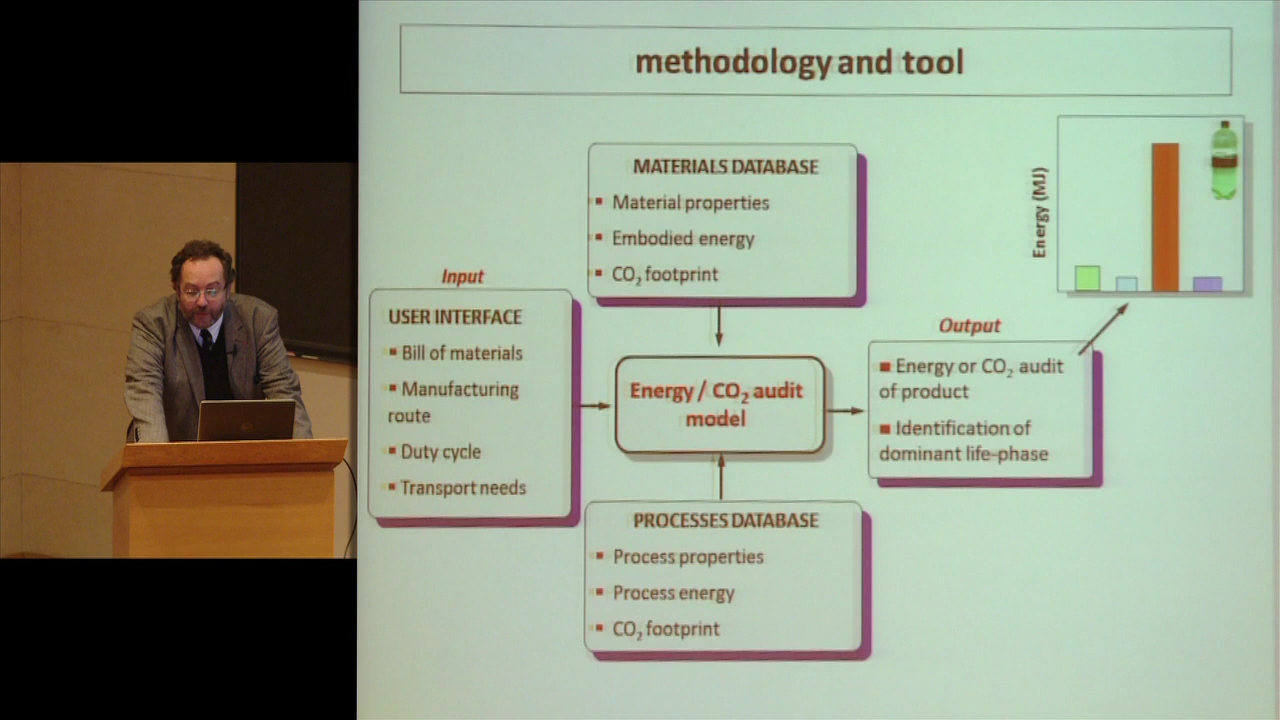 methodology and tool
MATERIALS DATABASE
Material properties
Embodied energy
CO₂ footprint
Input
USER INTERFACE
Bill of materials
Manufacturing
route
Duty cycle
Transport needs
Energy / CO₂ audit
model
PROCESSES DATABASE
Process properties
Process energy
CO₂ footprint
Output
Energy or CO₂ audit
of product
Identification of
dominant life-phase
Energy (MJ)